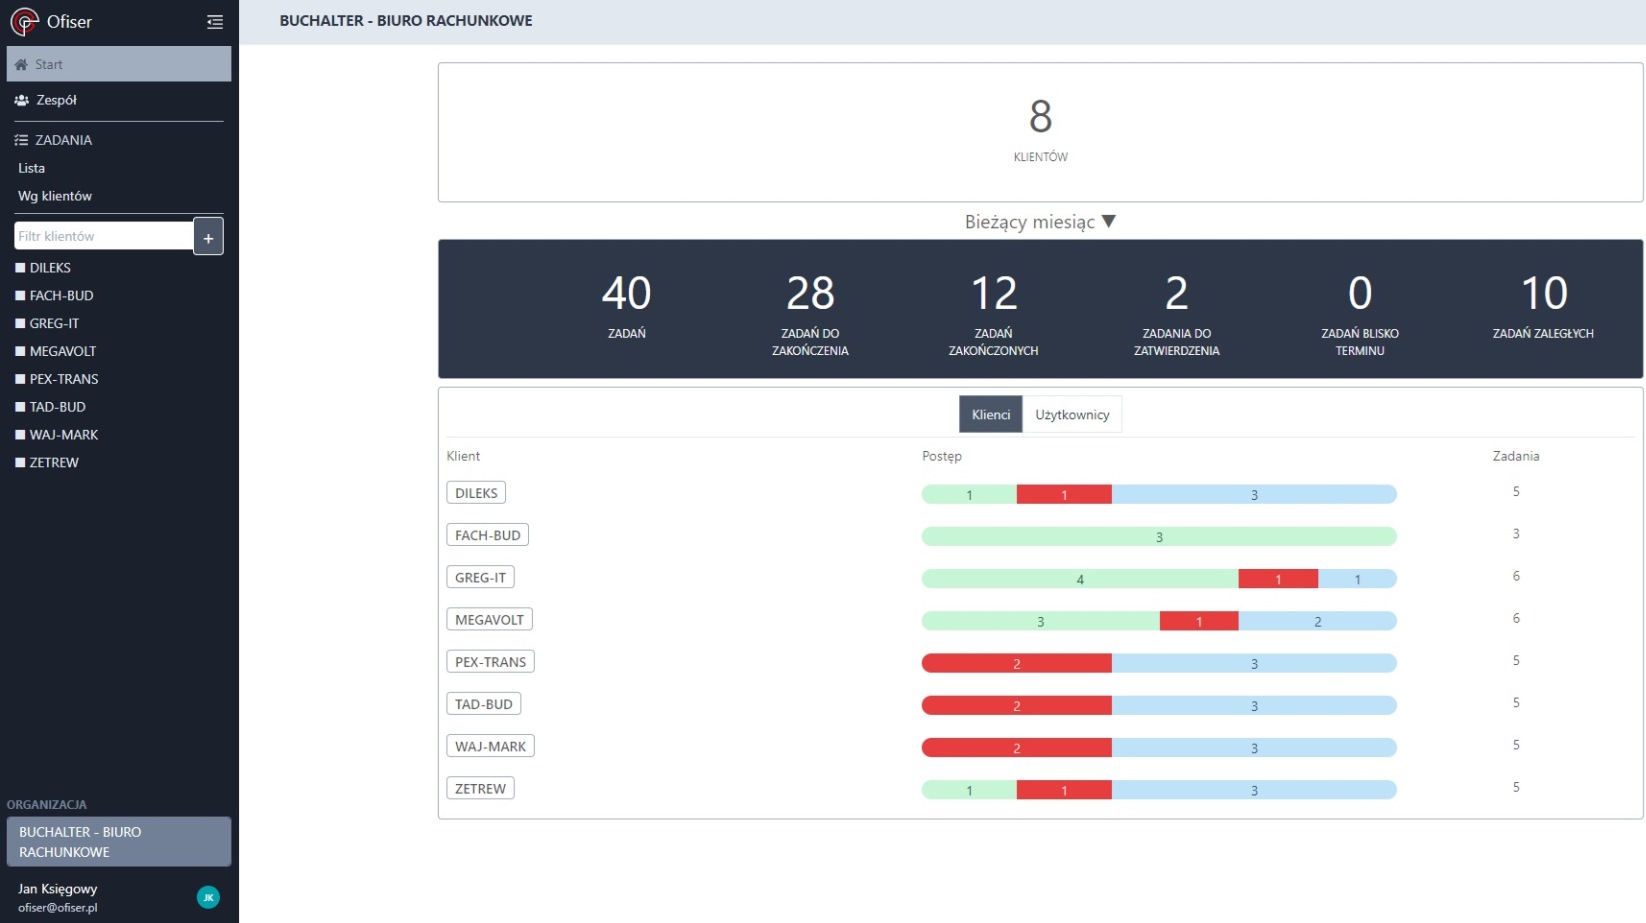 Ofiser
Start
Zespół
ZADANIA
Lista
Wg klientów
Filtr klientów
+
DILEKS
FACH-BUD
GREG-IT
MEGAVOLT
PEX-TRANS
TAD-BUD
WAJ-MARK
ZETREW
ORGANIZACJA
BUCHALTER - BIURO
RACHUNKOWE
Jan Księgowy
ofiser@ofiser.pl
JK
BUCHALTER - BIURO RACHUNKOWE
8
KLIENTÓW
Bieżący miesiąc ▼
40
ZADAŃ
28
ZADAŃ DO
ZAKOŃCZENIA
12
ZADAŃ
ZAKOŃCZONYCH
2
ZADANIA DO
ZATWIERDZENIA
0
ZADAŃ BLISKO
TERMINU
10
ZADAŃ ZALEGŁYCH
Klienci Użytkownicy
Klient Postęp Zadania
DILEKS 1 1 3 5
FACH-BUD 3 3
GREG-IT 4 1 1 6
MEGAVOLT 3 1 2 6
PEX-TRANS 2 3 5
TAD-BUD 2 3 5
WAJ-MARK 2 3 5
ZETREW 1 1 3 5